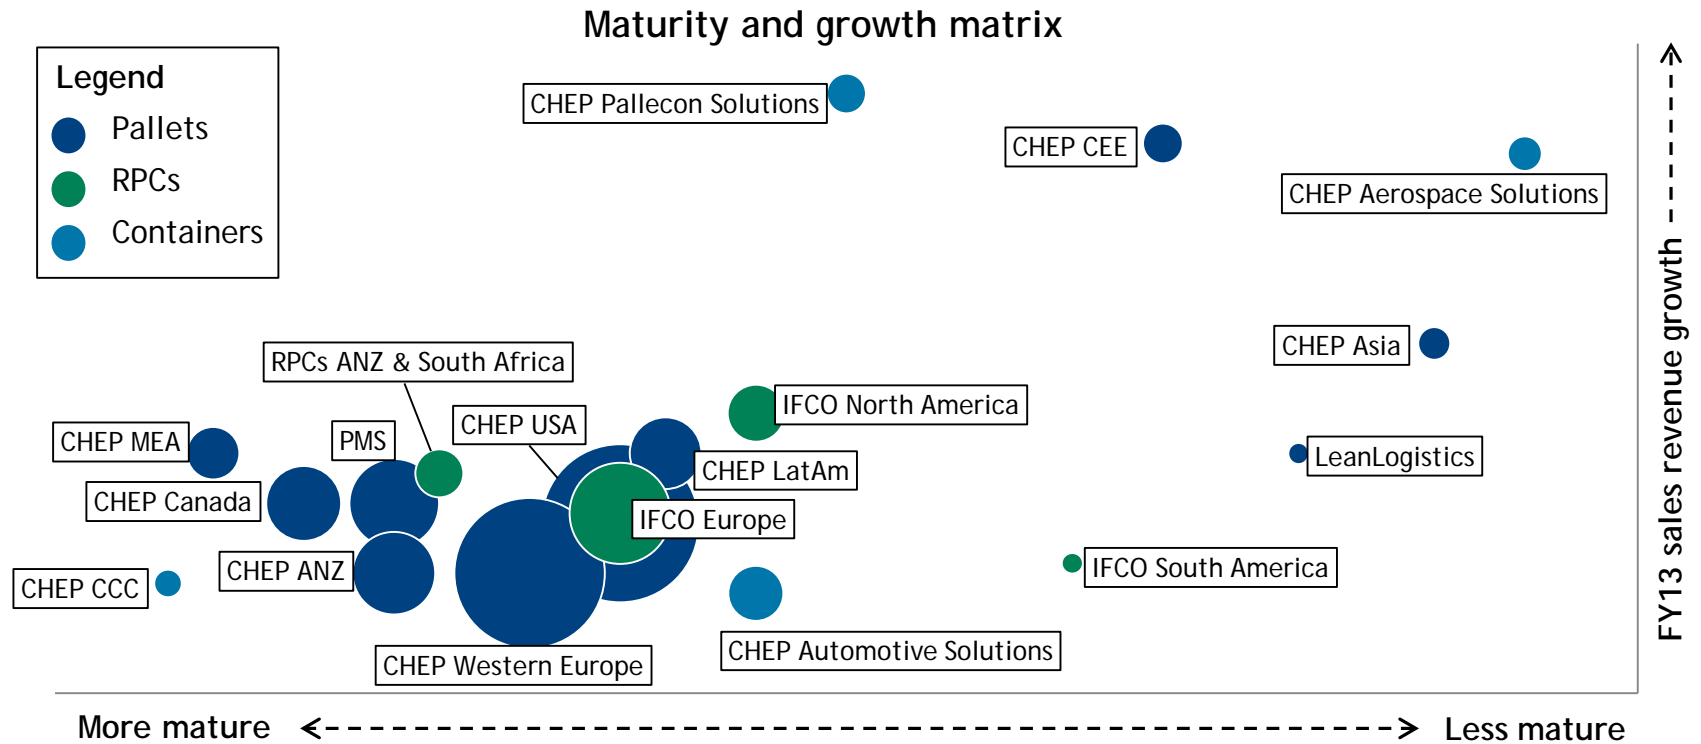 Maturity and growth matrix
Legend
Pallets
RPCs
Containers
CHEP Pallecon Solutions
CHEP CEE
CHEP Aerospace Solutions
CHEP Asia
RPCs ANZ & South Africa
IFCO North America
CHEP MEA
PMS
CHEP USA
CHEP LatAm
LeanLogistics
CHEP Canada
IFCO Europe
CHEP ANZ
IFCO South America
CHEP CCC
CHEP Western Europe
CHEP Automotive Solutions
FY13 sales revenue growth
More mature
Less mature